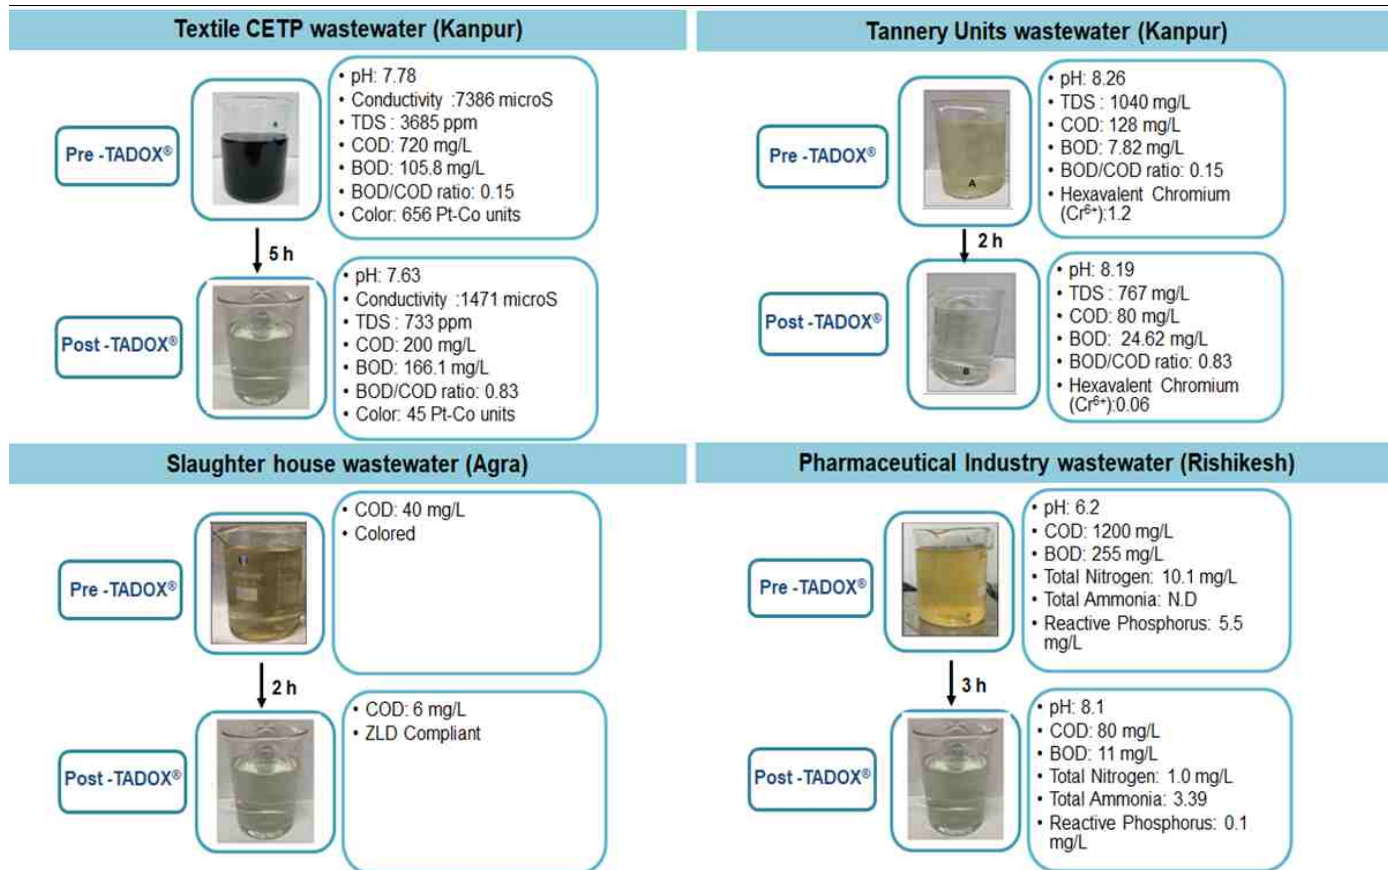 Textile CETP wastewater (Kanpur)
Pre -TADOX®
• pH: 7.78
• Conductivity :7386 microS
• TDS : 3685 ppm
• COD: 720 mg/L
• BOD: 105.8 mg/L
• BOD/COD ratio: 0.15
• Color: 656 Pt-Co units
5 h
Post -TADOX®
• pH: 7.63
• Conductivity :1471 microS
• TDS : 733 ppm
• COD: 200 mg/L
• BOD: 166.1 mg/L
• BOD/COD ratio: 0.83
• Color: 45 Pt-Co units
Tannery Units wastewater (Kanpur)
Pre -TADOX®
A
• pH: 8.26
• TDS : 1040 mg/L
• COD: 128 mg/L
• BOD: 7.82 mg/L
• BOD/COD ratio: 0.15
• Hexavalent Chromium
(Cr⁶⁺):1.2
2 h
Post -TADOX®
B
• pH: 8.19
• TDS : 767 mg/L
• COD: 80 mg/L
• BOD: 24.62 mg/L
• BOD/COD ratio: 0.83
• Hexavalent Chromium
(Cr⁶⁺):0.06
Slaughter house wastewater (Agra)
Pre -TADOX®
• COD: 40 mg/L
• Colored
2 h
Post -TADOX®
• COD: 6 mg/L
• ZLD Compliant
Pharmaceutical Industry wastewater (Rishikesh)
Pre -TADOX®
• pH: 6.2
• COD: 1200 mg/L
• BOD: 255 mg/L
• Total Nitrogen: 10.1 mg/L
• Total Ammonia: N.D
• Reactive Phosphorus: 5.5
mg/L
3 h
Post -TADOX®
• pH: 8.1
• COD: 80 mg/L
• BOD: 11 mg/L
• Total Nitrogen: 1.0 mg/L
• Total Ammonia: 3.39
• Reactive Phosphorus: 0.1
mg/L